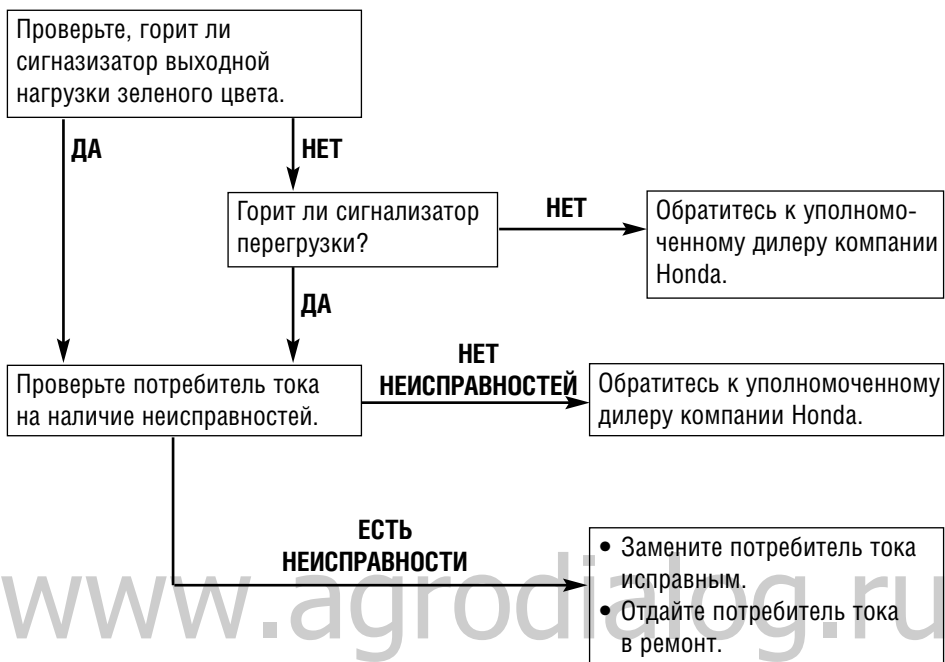 Проверьте, горит ли
сигназизатор выходной
нагрузки зеленого цвета.
ДА
НЕТ
Горит ли сигнализатор
перегрузки?
НЕТ
Обратитесь к уполномо-
ченному дилеру компании
Honda.
ДА
Проверьте потребитель тока
на наличие неисправностей.
НЕТ
НЕИСПРАВНОСТЕЙ
Обратитесь к уполномоченному
дилеру компании Honda.
ЕСТЬ
НЕИСПРАВНОСТИ
• Замените потребитель тока
исправным.
• Отдайте потребитель тока
в ремонт.
www.agrodialog.ru